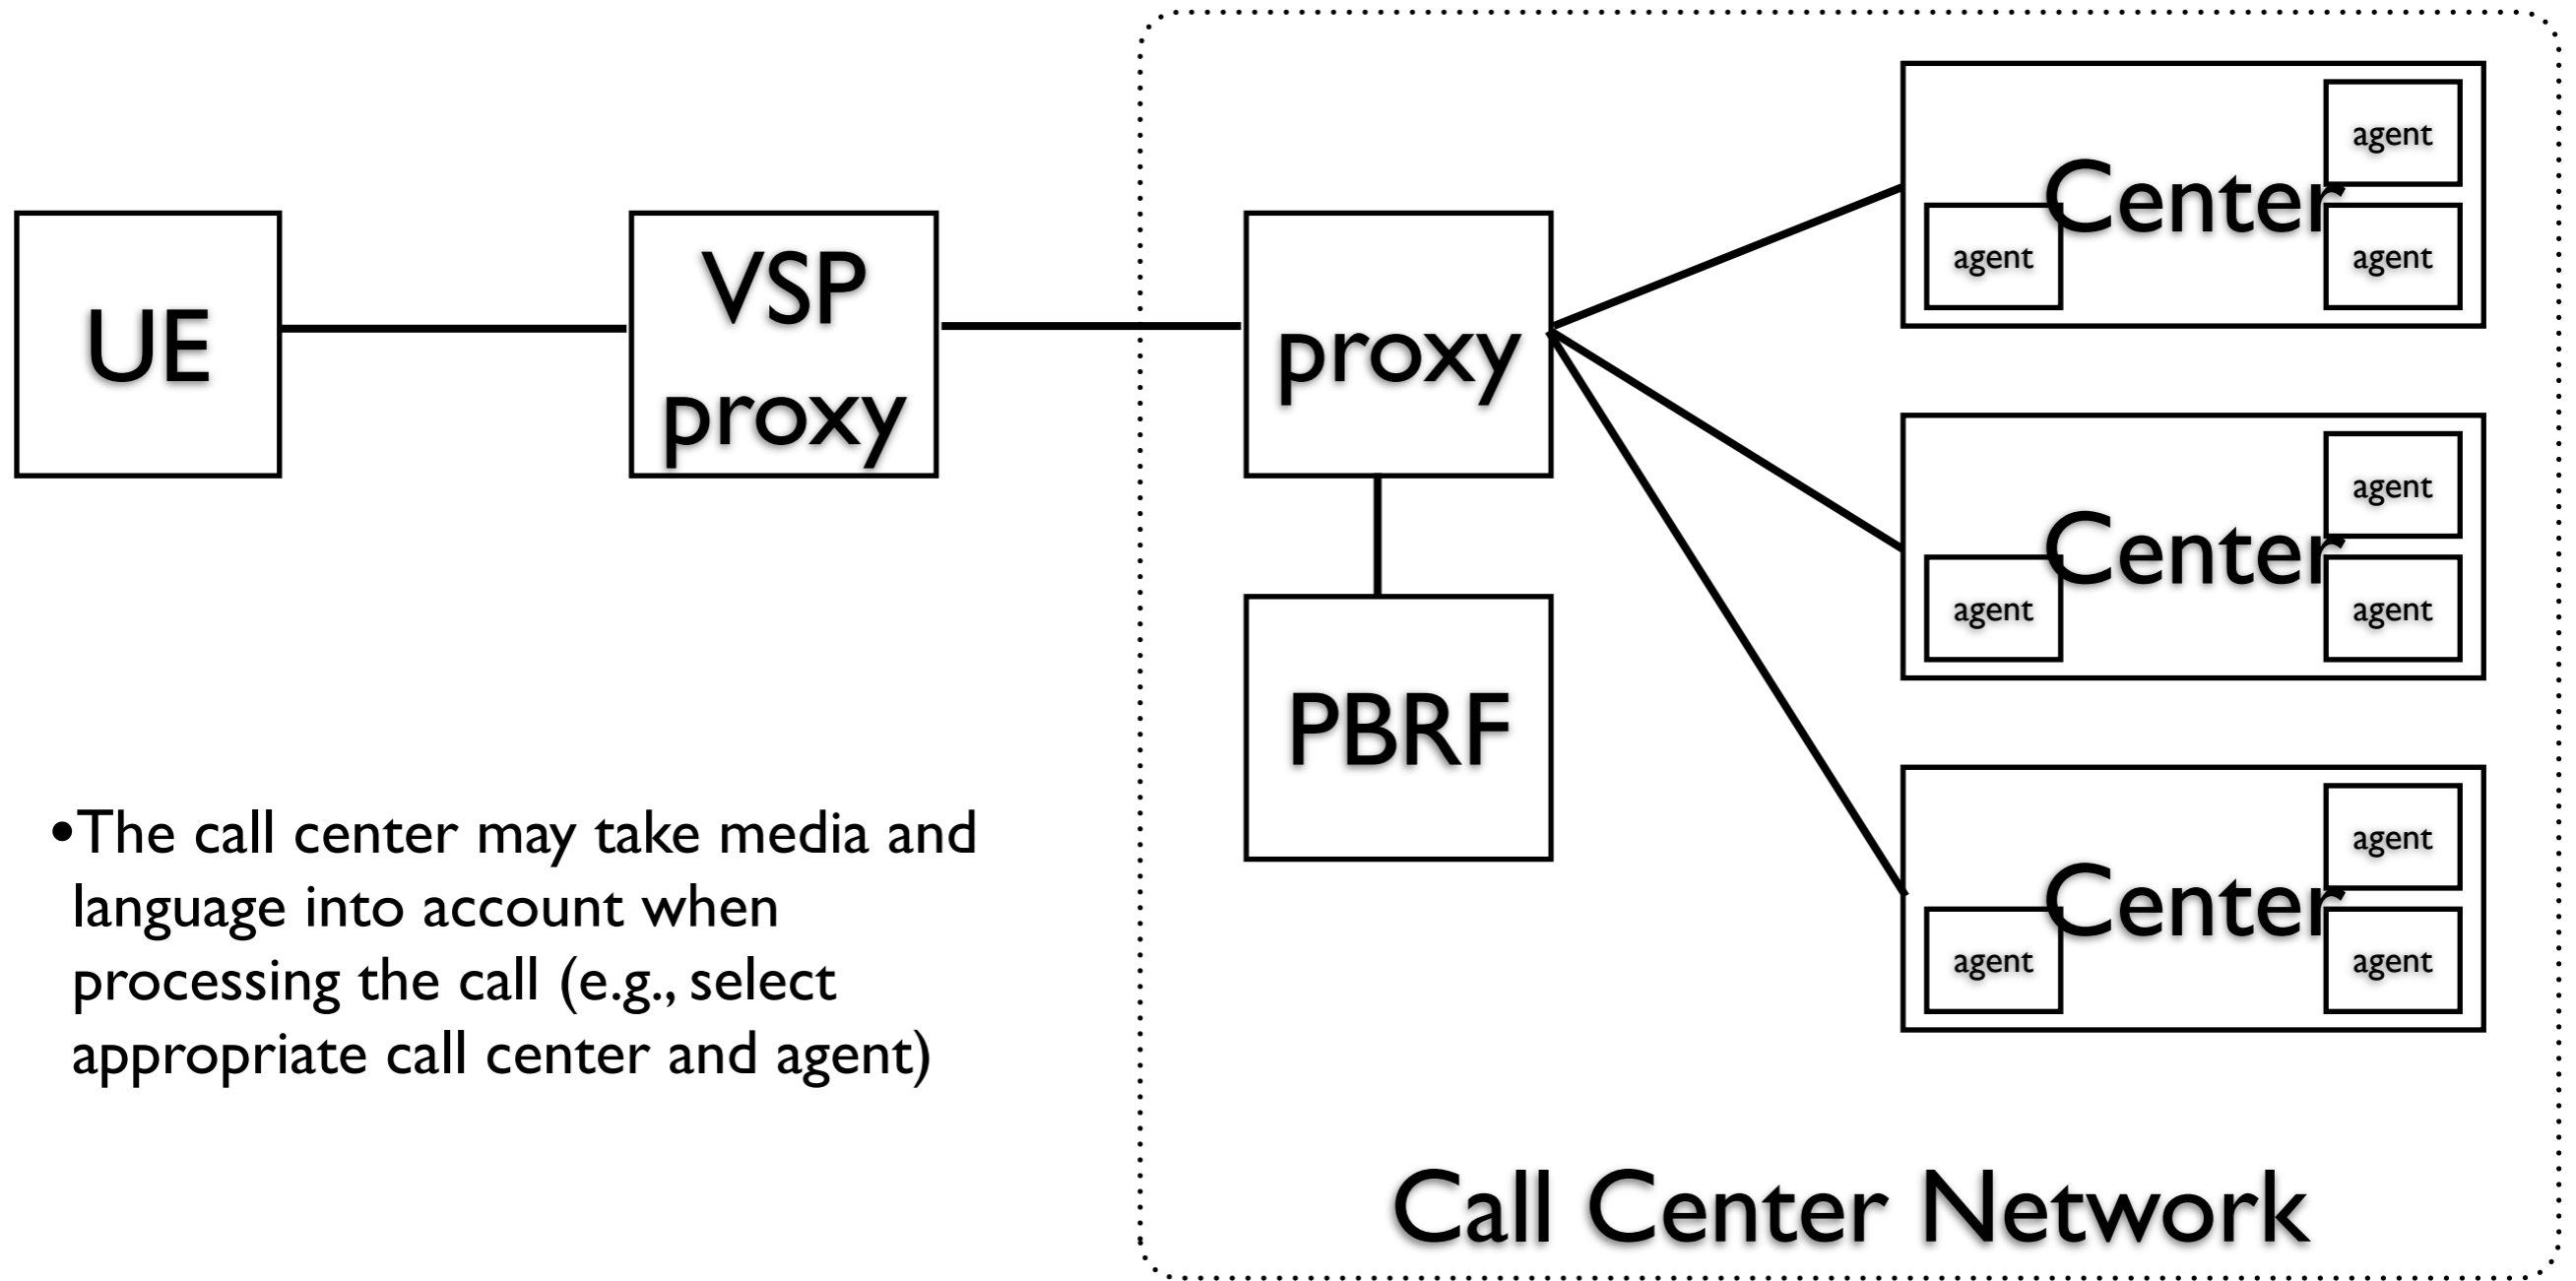 UE
VSP
proxy
proxy
PBRF
Center
agent
agent
agent
Center
agent
agent
agent
Center
agent
agent
agent
•The call center may take media and
language into account when
processing the call (e.g., select
appropriate call center and agent)
Call Center Network